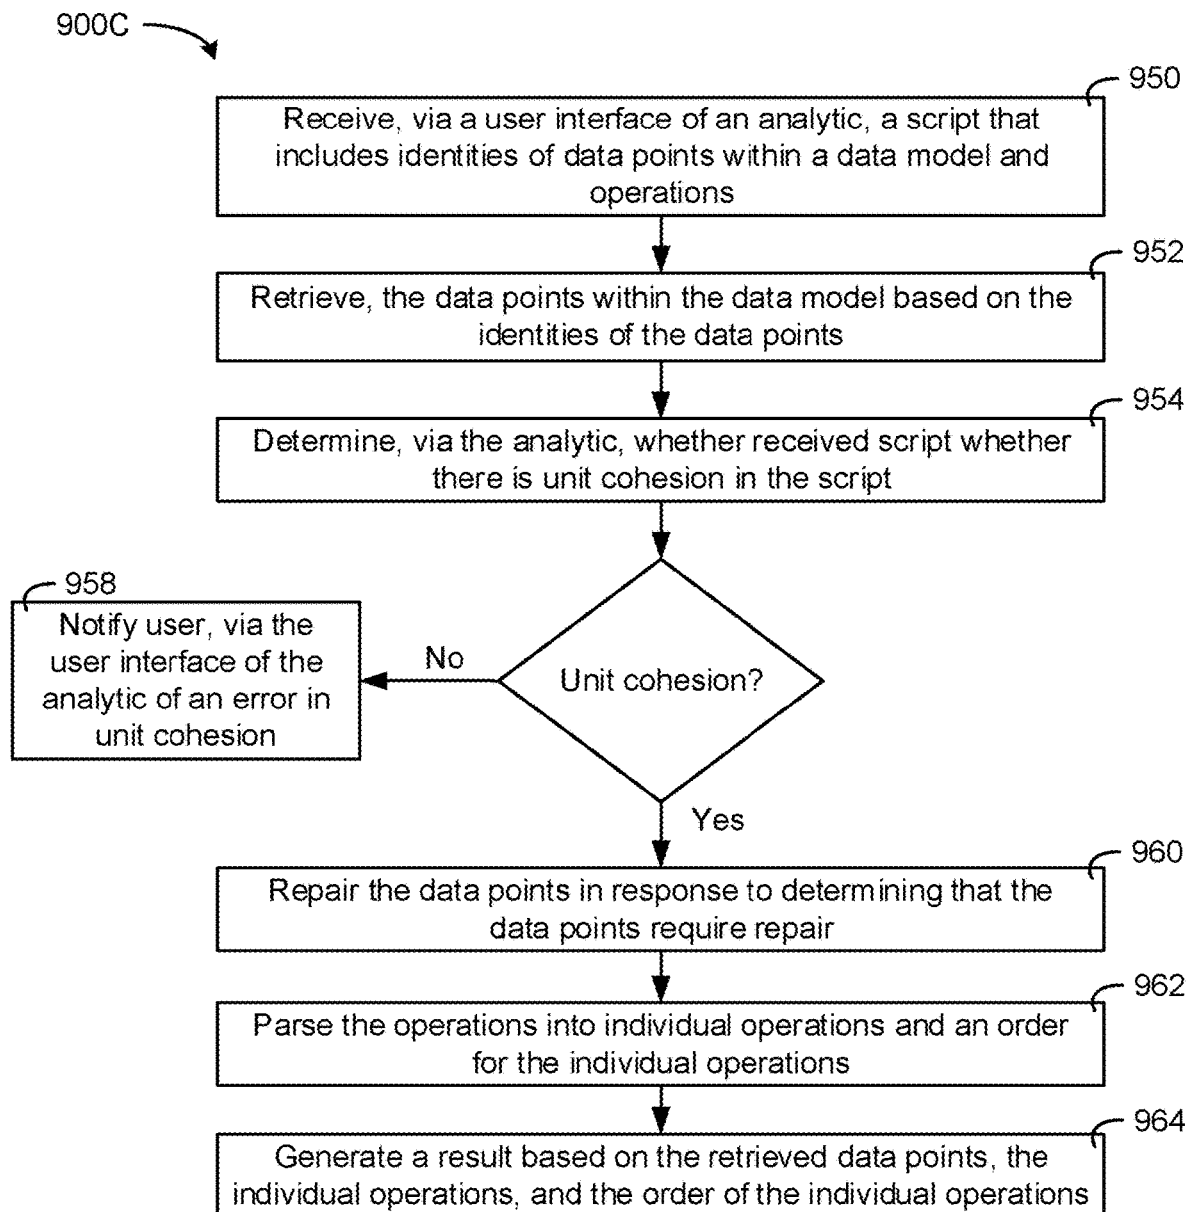 900C
950
Receive, via a user interface of an analytic, a script that
includes identities of data points within a data model and
operations
952
Retrieve, the data points within the data model based on the
identities of the data points
954
Determine, via the analytic, whether received script whether
there is unit cohesion in the script
958
Notify user, via the
user interface of the
analytic of an error in
unit cohesion
No
Unit cohesion?
Yes
960
Repair the data points in response to determining that the
data points require repair
962
Parse the operations into individual operations and an order
for the individual operations
964
Generate a result based on the retrieved data points, the
individual operations, and the order of the individual operations